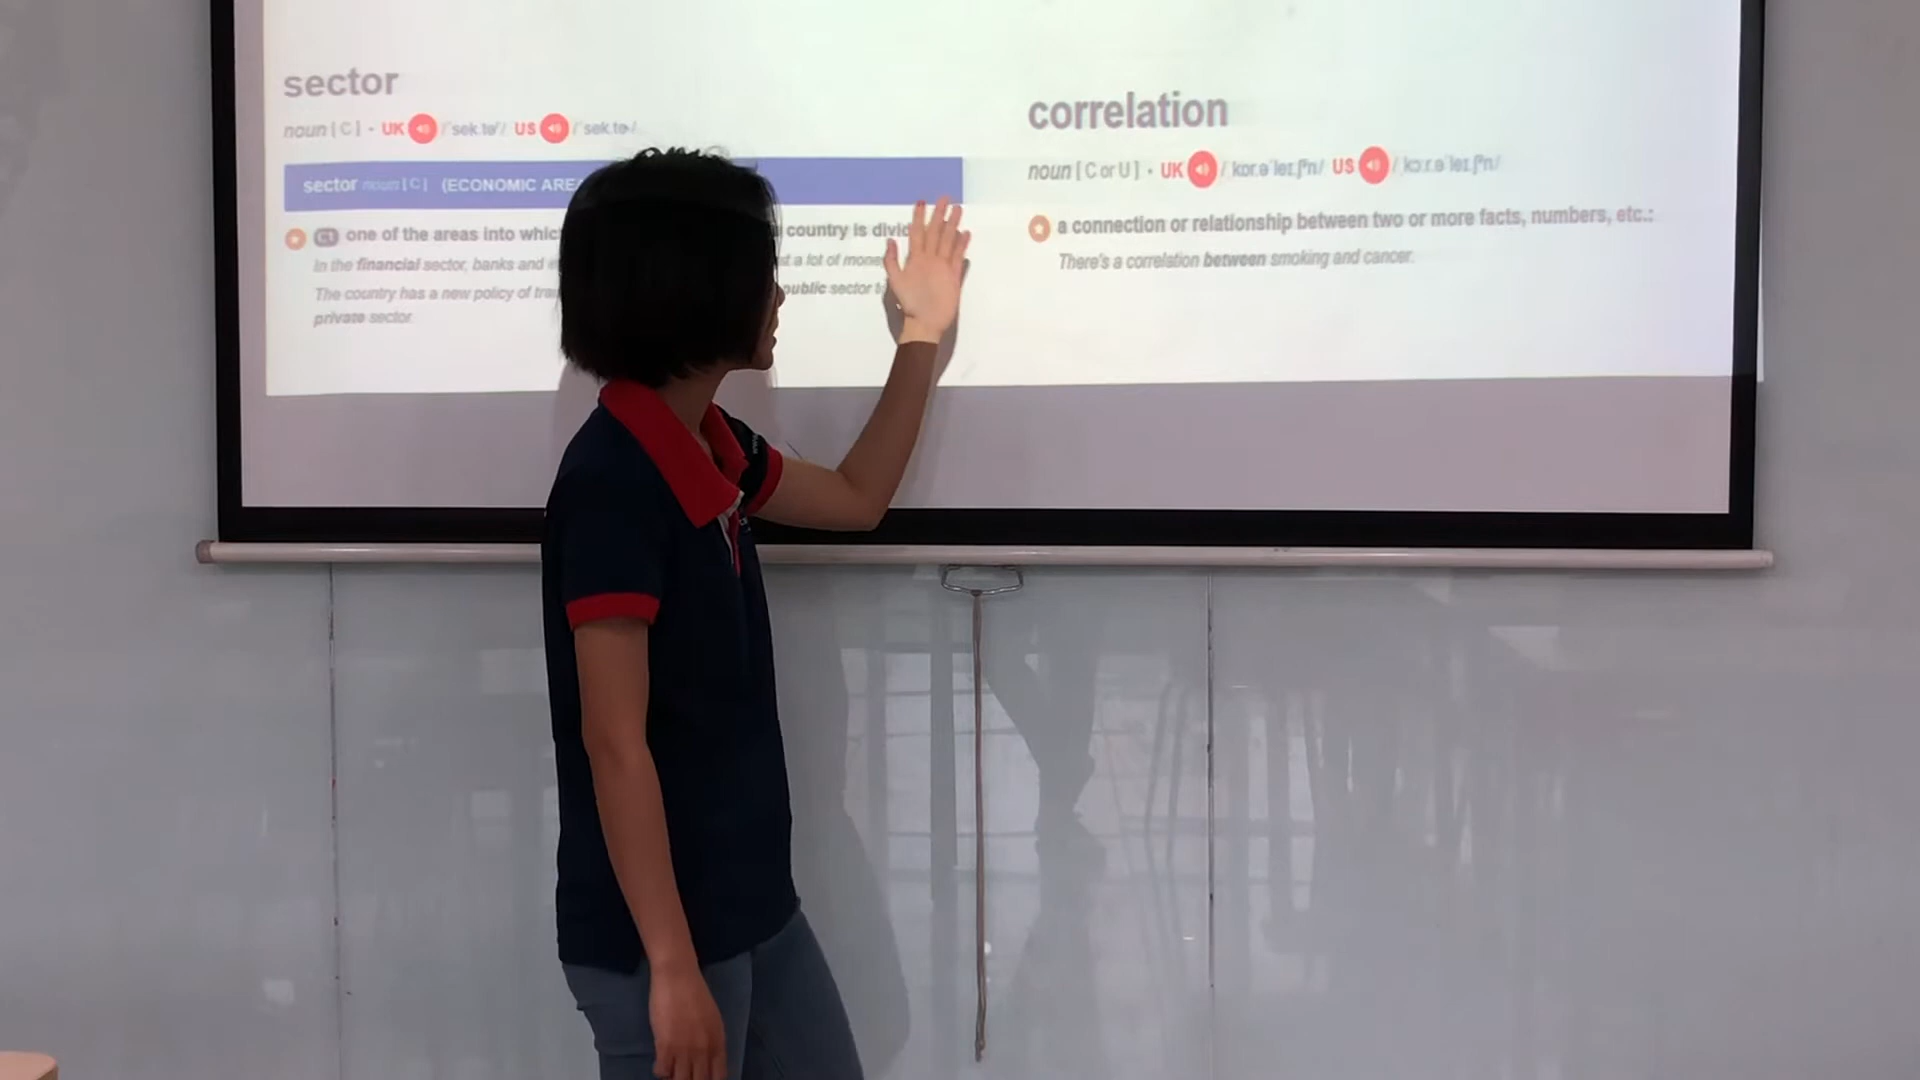 sector
noun [ C ] • UK /ˈsek.təʳ/ US /ˈsek.tɚ/
sector noun [ C ] (ECONOMIC AREA
C1 one of the areas into which country is divid
In the financial sector, banks and a lot of money
The country has a new policy of public sector
private sector.
correlation
noun [ C or U ] • UK /ˌkɒr.əˈleɪ.ʃᵊn/ US /ˌkɔːr.əˈleɪ.ʃᵊn/
a connection or relationship between two or more facts, numbers, etc.:
There's a correlation between smoking and cancer.